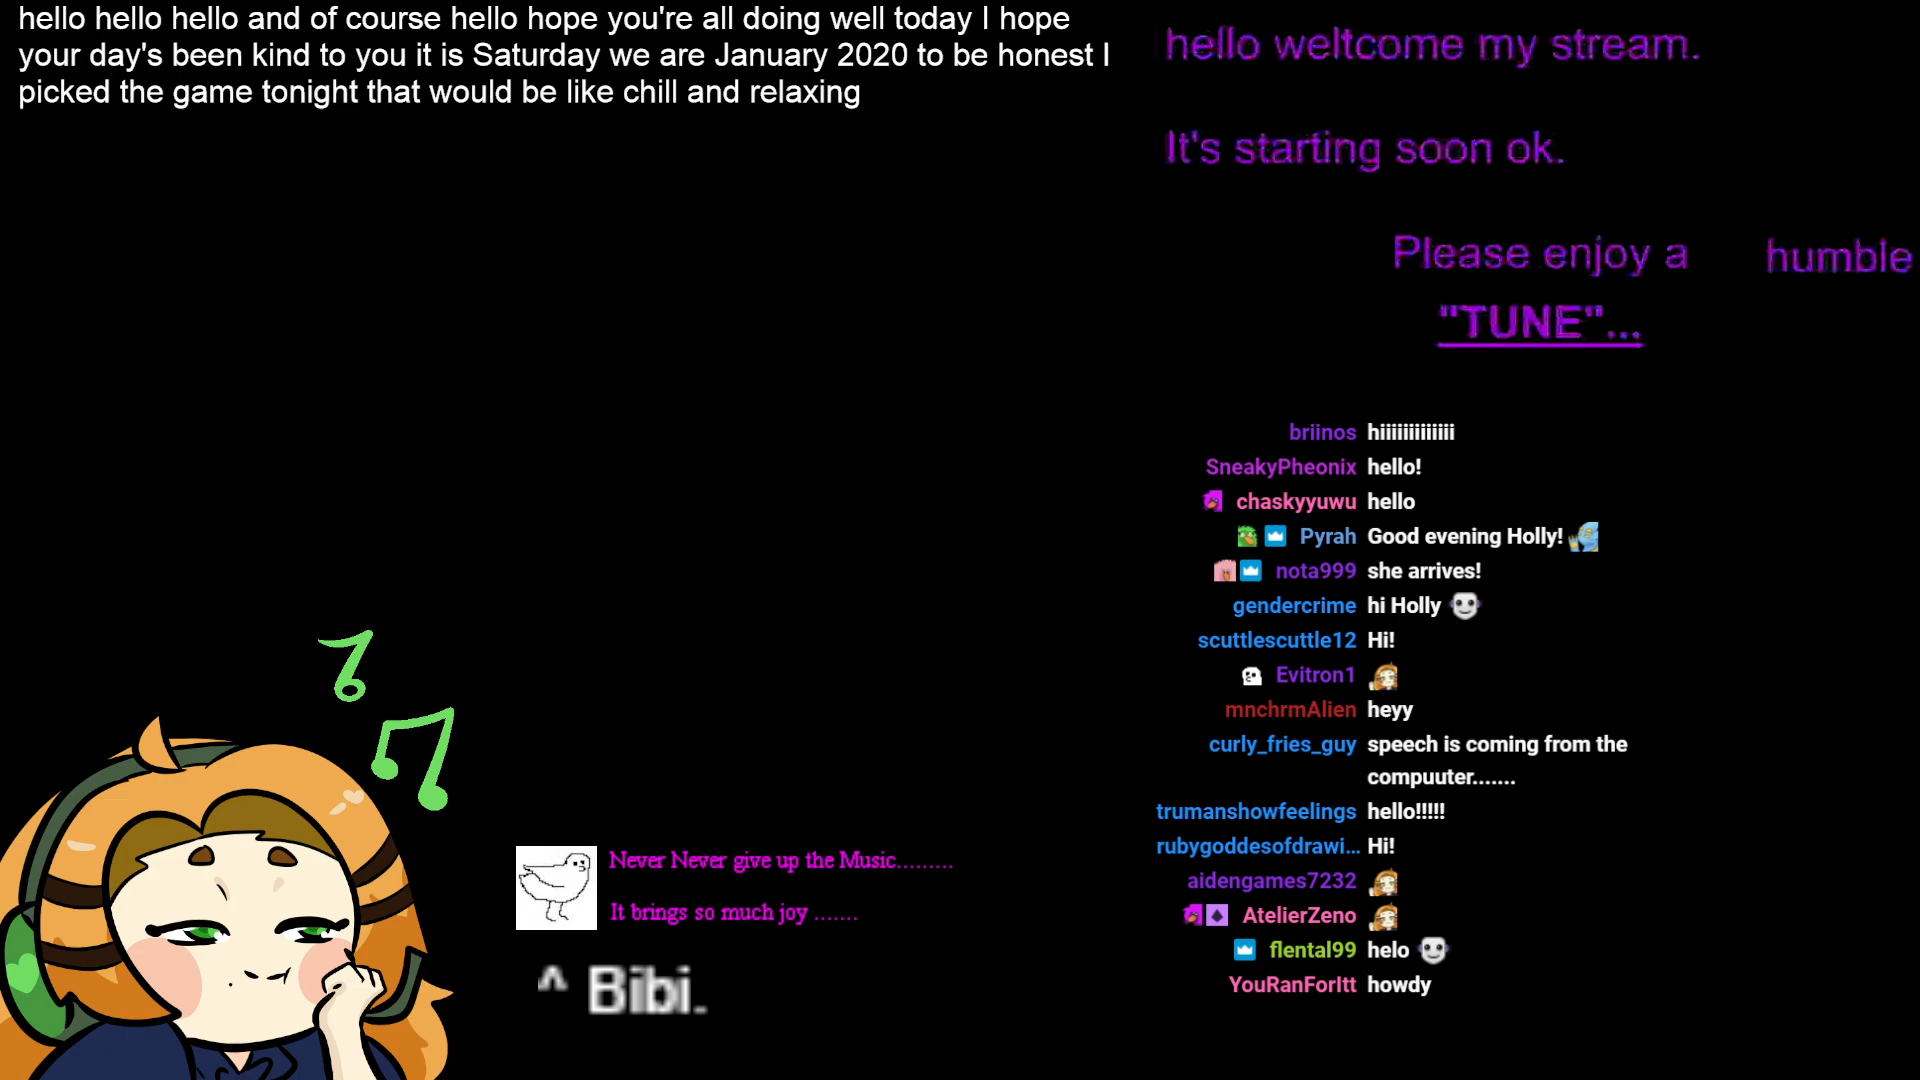 hello hello hello and of course hello hope you're all doing well today I hope
your day's been kind to you it is Saturday we are January 2020 to be honest I
picked the game tonight that would be like chill and relaxing
hello weltcome my stream.
It's starting soon ok.
Please enjoy a humble
"TUNE"...
briinos hiiiiiiiiiiiii
SneakyPheonix hello!
chaskyyuwu hello
Pyrah Good evening Holly!
nota999 she arrives!
gendercrime hi Holly
scuttlescuttle12 Hi!
Evitron1
mnchrmAlien heyy
curly_fries_guy speech is coming from the
compuuter.......
trumanshowfeelings hello!!!!!
rubygoddesofdrawi... Hi!
aidengames7232
AtelierZeno
flental99 helo
YouRanForItt howdy
Never Never give up the Music.........
It brings so much joy .......
^ Bibi.